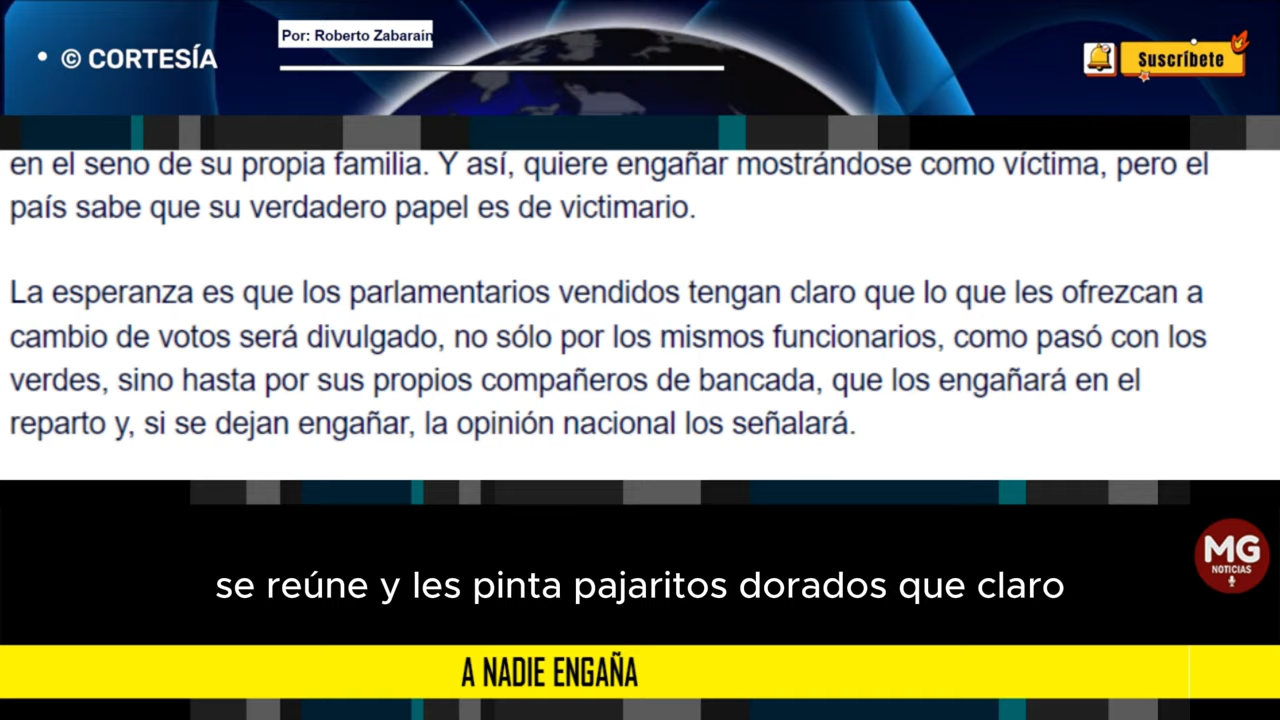 • © CORTESÍA
Por: Roberto Zabaraín
Suscríbete
en el seno de su propia familia. Y así, quiere engañar mostrándose como víctima, pero el
país sabe que su verdadero papel es de victimario.
La esperanza es que los parlamentarios vendidos tengan claro que lo que les ofrezcan a
cambio de votos será divulgado, no sólo por los mismos funcionarios, como pasó con los
verdes, sino hasta por sus propios compañeros de bancada, que los engañará en el
reparto y, si se dejan engañar, la opinión nacional los señalará.
MG
NOTICIAS
se reúne y les pinta pajaritos dorados que claro
A NADIE ENGAÑA